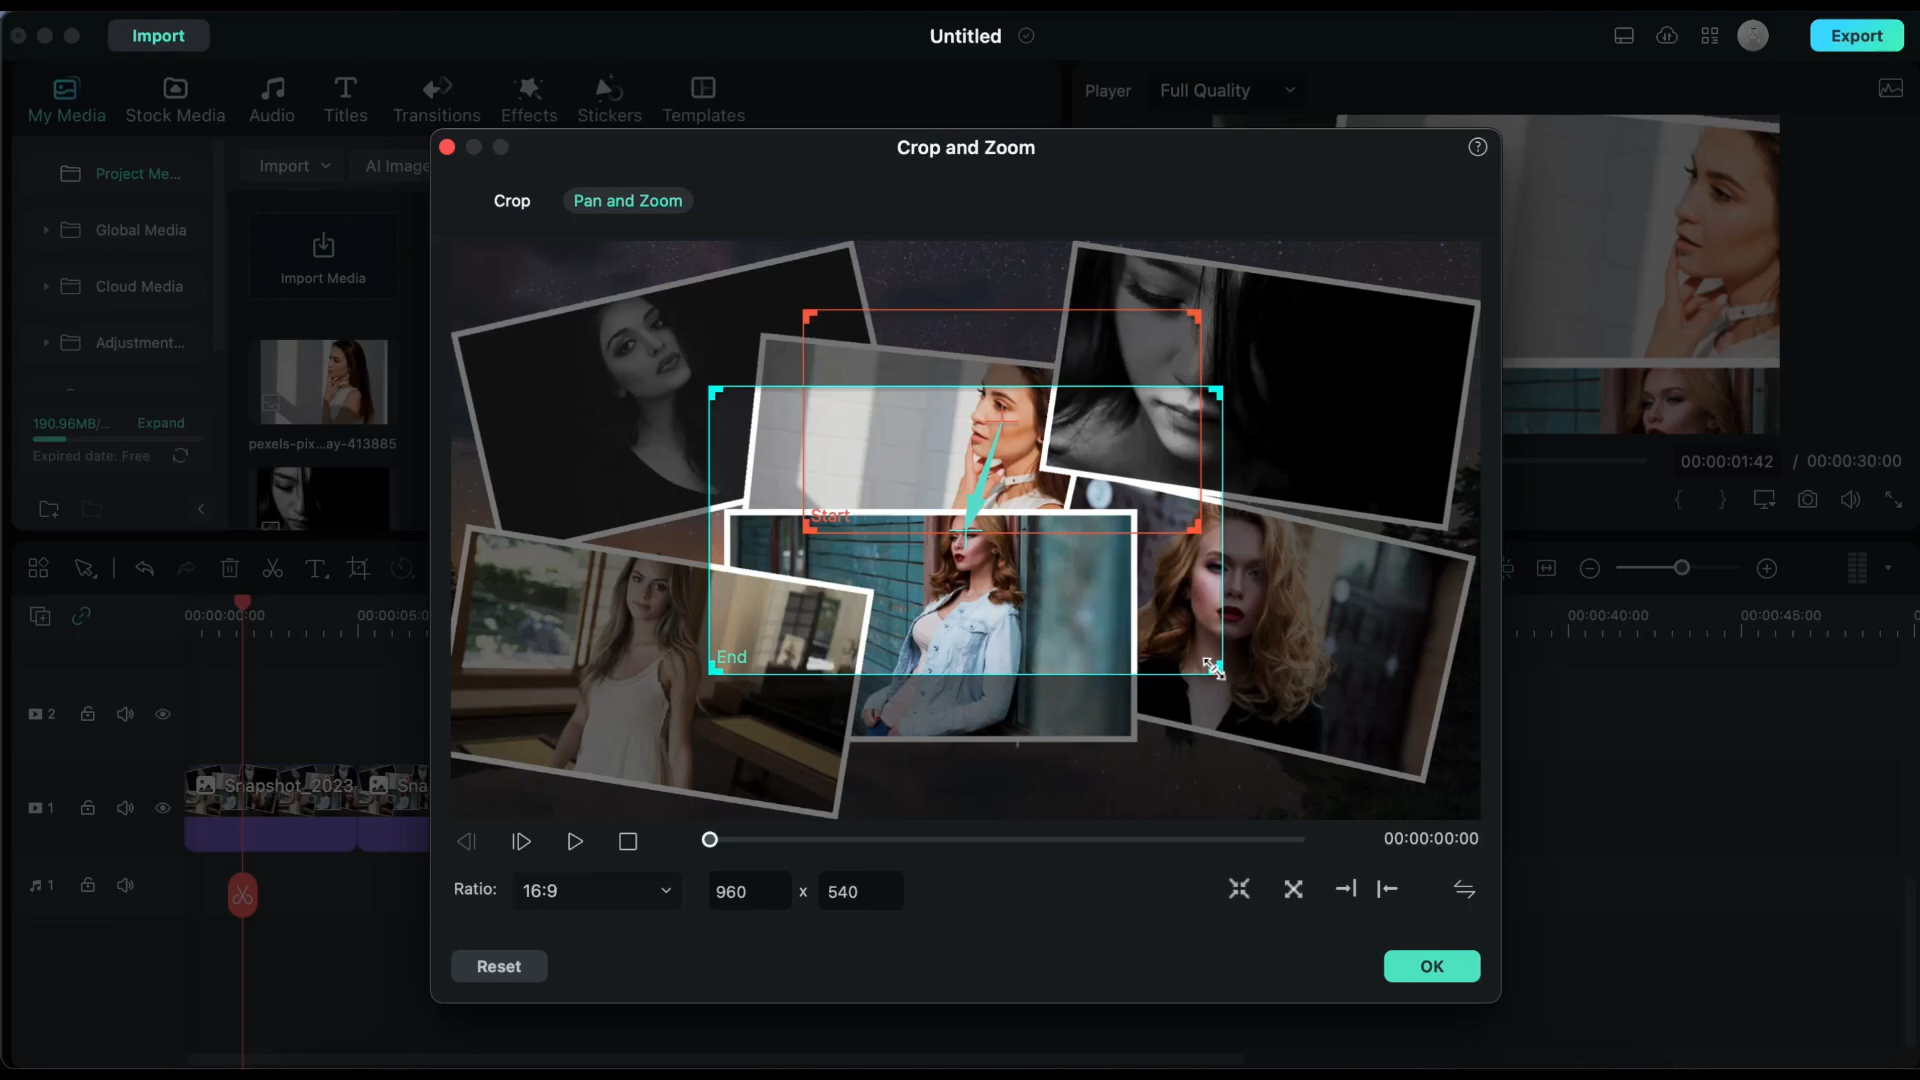 Import
Untitled
Export
My Media
Stock Media
Audio
Titles
Transitions
Effects
Stickers
Templates
Player
Full Quality
Project Me...
Global Media
Cloud Media
Adjustment...
190.96MB/...
Expand
Expired date: Free
Import
AI Image
Import Media
pexels-pix...ay-413885
Crop and Zoom
Crop
Pan and Zoom
Start
End
00:00:01:42 / 00:00:30:00
00:00:00:00
00:00:05:0
00:00:40:00
00:00:45:00
2
1
1
Snapshot_2023
Sna
00:00:00:00
Ratio:
16:9
960 x 540
Reset
OK